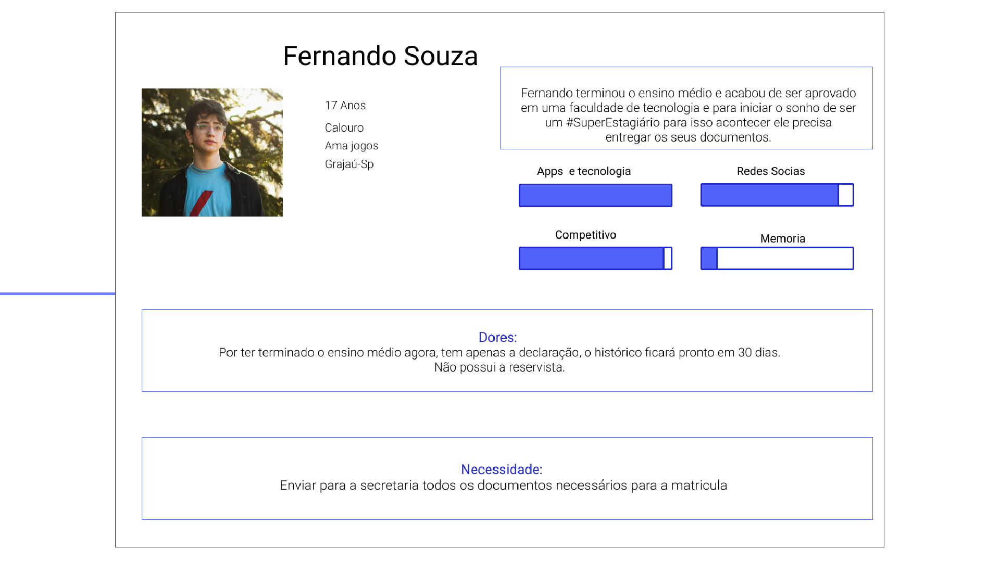 Fernando Souza
17 Anos
Calouro
Ama jogos
Grajaú-Sp
Fernando terminou o ensino médio e acabou de ser aprovado
em uma faculdade de tecnologia e para iniciar o sonho de ser
um #SuperEstagiário para isso acontecer ele precisa
entregar os seus documentos.
Apps  e tecnologia
Redes Socias
Competitivo
Memoria
Dores:
Por ter terminado o ensino médio agora, tem apenas a declaração, o histórico ficará pronto em 30 dias.
Não possui a reservista.
Necessidade:
Enviar para a secretaria todos os documentos necessários para a matricula